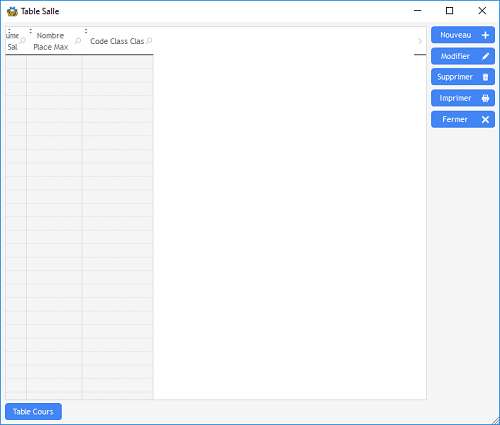 Table Salle
ume Nombre
Sal Place Max
Code Class Clas
Nouveau
Modifier
Supprimer
Imprimer
Fermer
Table Cours